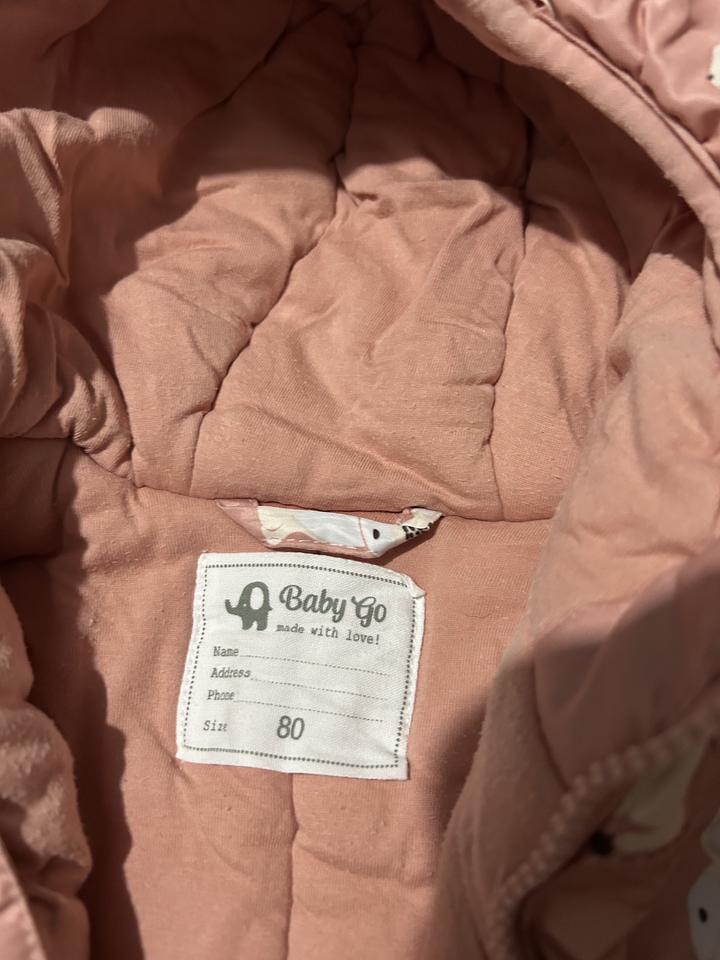 Baby Go
made with love!
Name
Address
Phone
Size 80